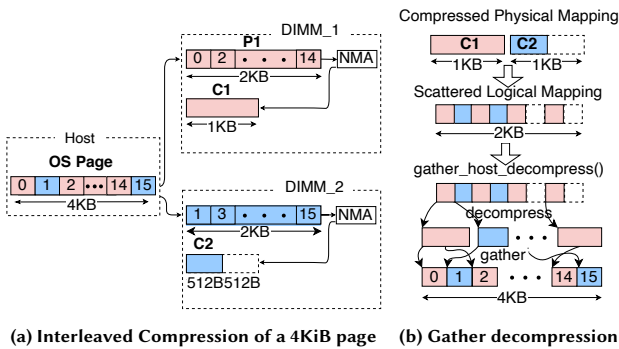 DIMM_1
P1
0 2 • • • 14
NMA
2KB
C1
1KB
Host
OS Page
0 1 2 ••• 14 15
4KB
DIMM_2
1 3 • • • 15
NMA
2KB
C2
512B 512B
(a) Interleaved Compression of a 4KiB page
Compressed Physical Mapping
C1 C2
1KB 1KB
Scattered Logical Mapping
2KB
gather_host_decompress()
decompress
• • •
gather
0 1 2 • • • 14 15
4KB
(b) Gather decompression